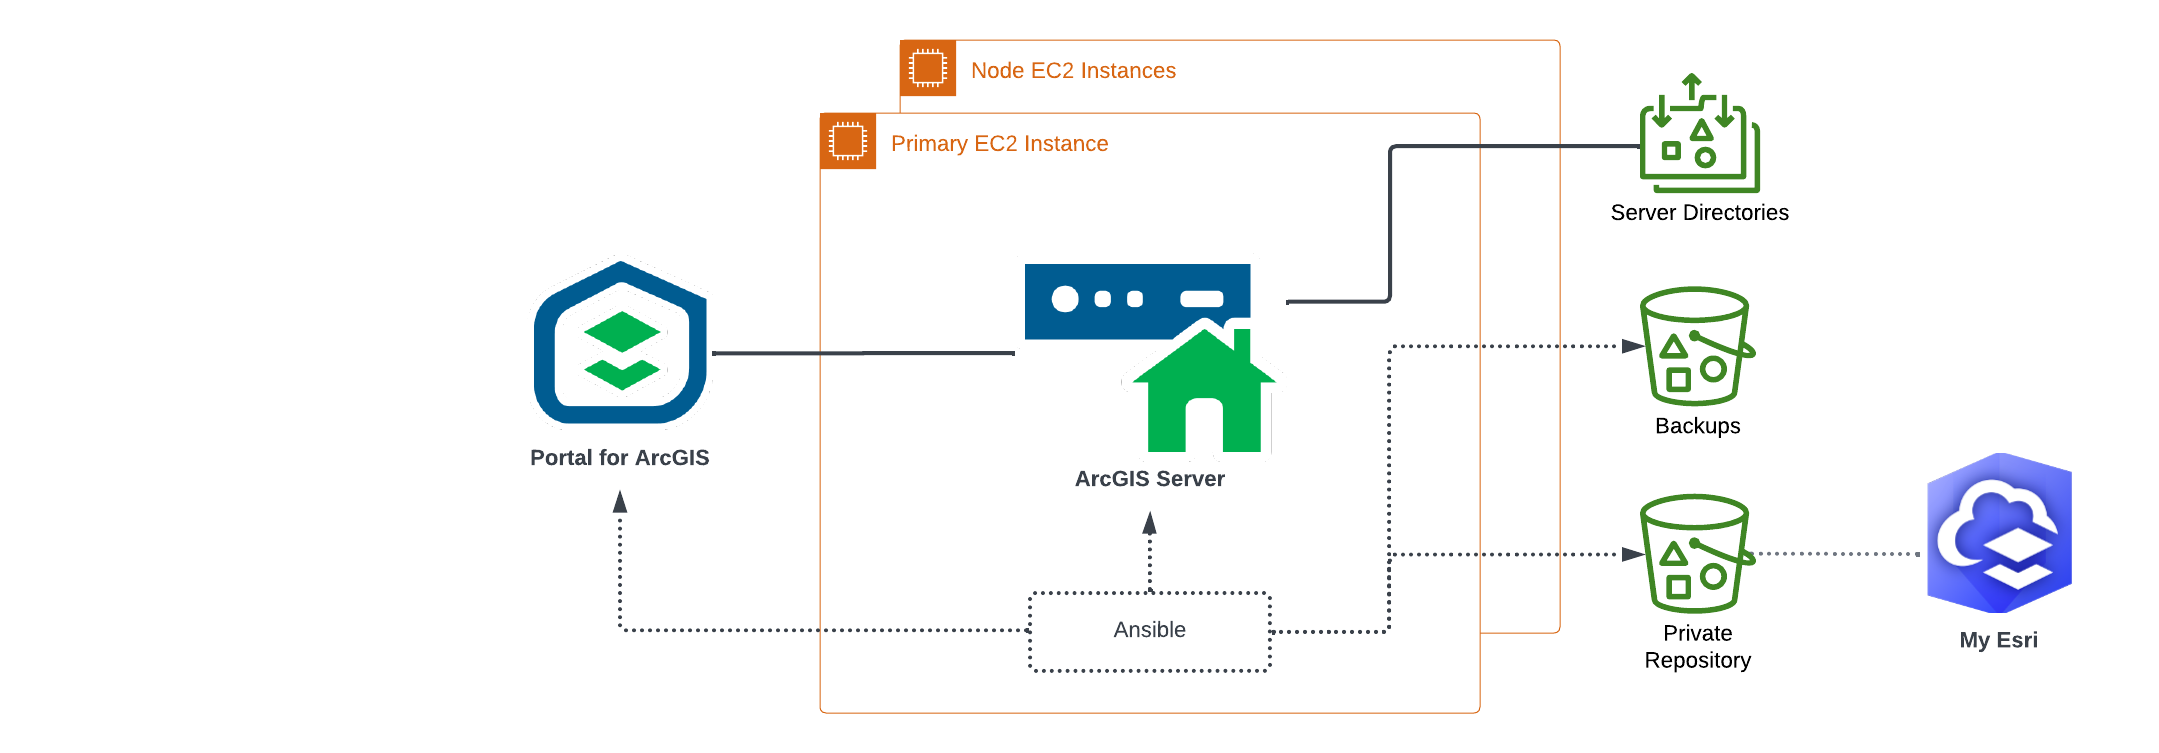 Node EC2 Instances
Primary EC2 Instance
Server Directories
Backups
Portal for ArcGIS
ArcGIS Server
Ansible
Private
Repository
My Esri